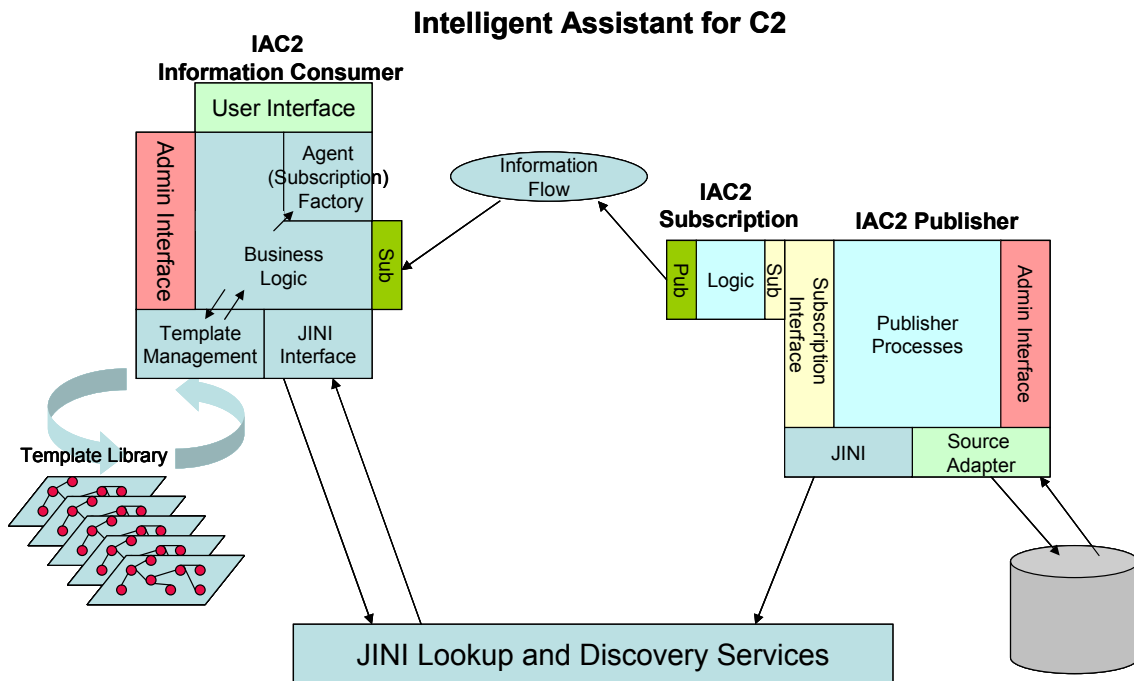 Intelligent Assistant for C2
IAC2
Information Consumer
User Interface
Admin Interface
Agent
(Subscription)
Factory
Business
Logic
Sub
Template
Management
JINI
Interface
Template Library
Information
Flow
IAC2
Subscription
Pub
Logic
Sub
IAC2 Publisher
Subscription
Interface
Publisher
Processes
Admin Interface
JINI
Source
Adapter
JINI Lookup and Discovery Services